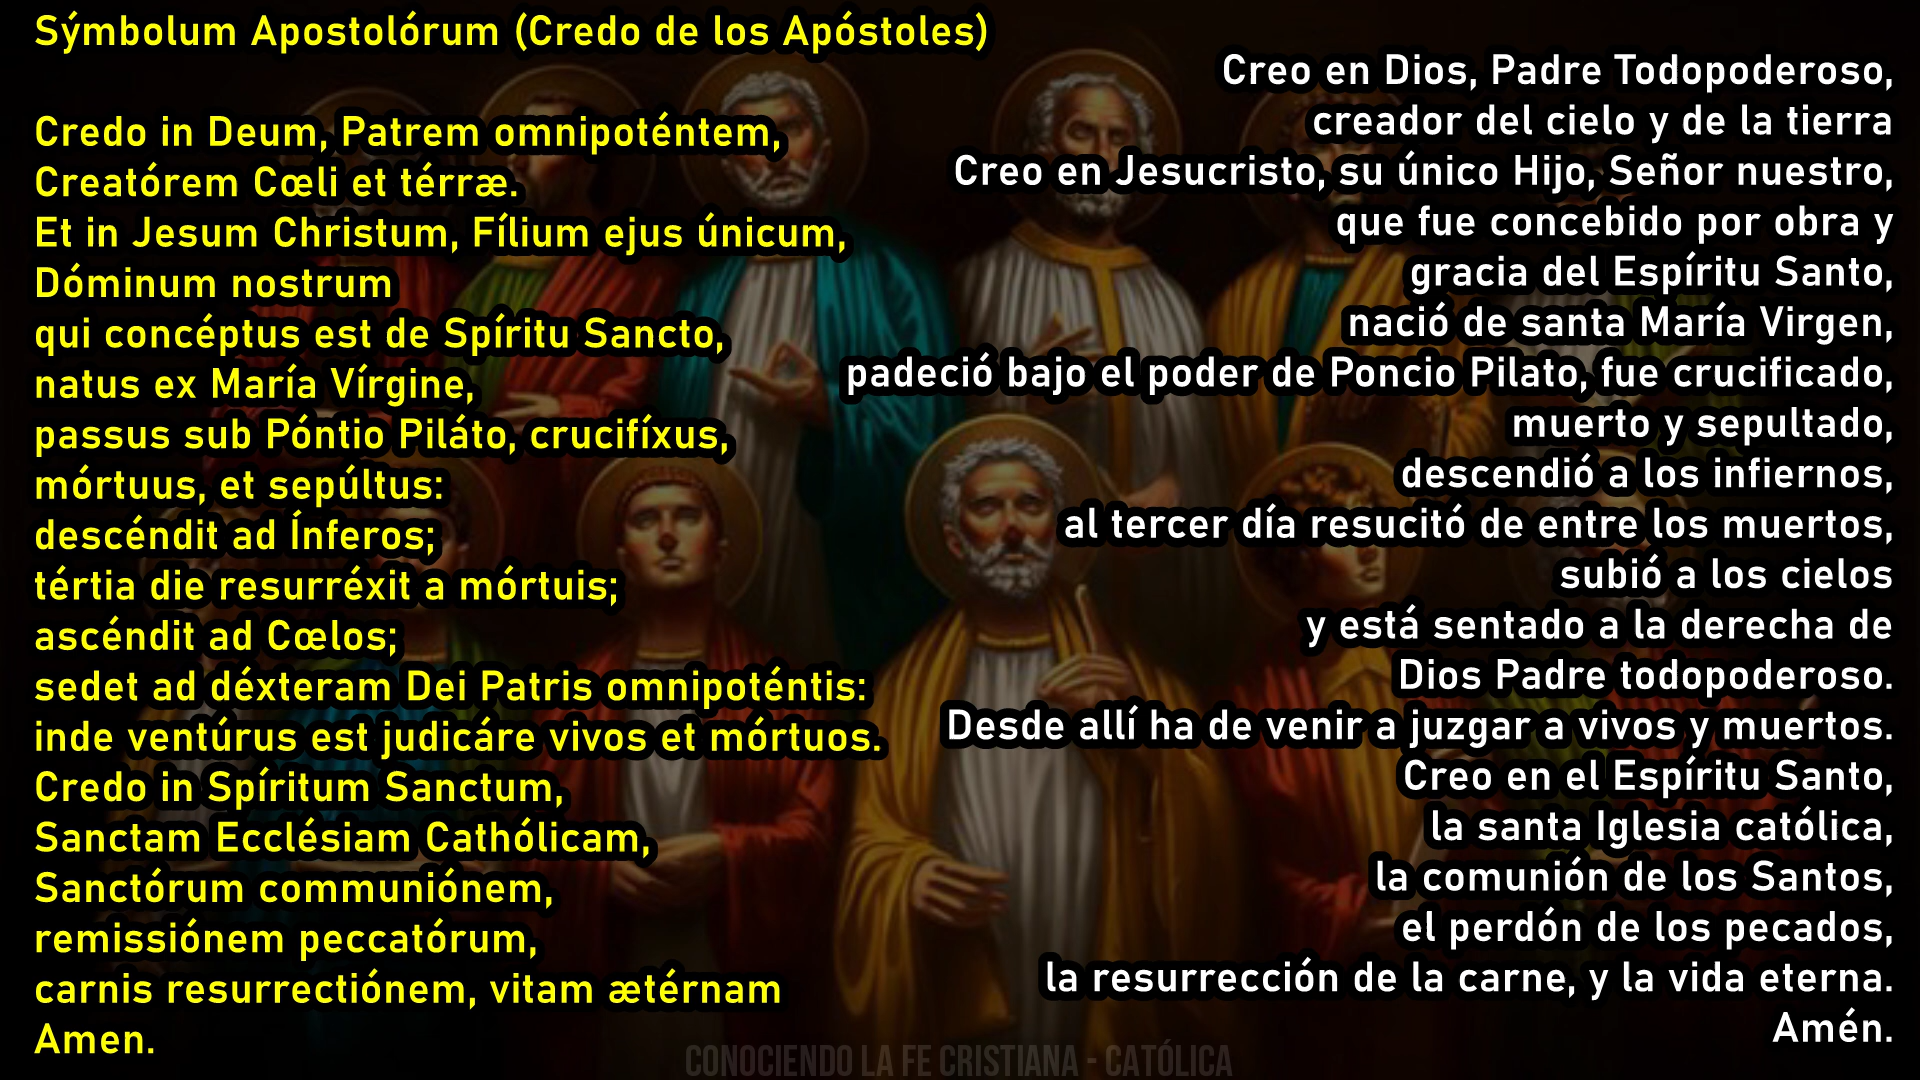 Sýmbolum Apostolórum (Credo de los Apóstoles)
Credo in Deum, Patrem omnipoténtem,
Creatórem Cœli et térræ.
Et in Jesum Christum, Fílium ejus únicum,
Dóminum nostrum
qui concéptus est de Spíritu Sancto,
natus ex María Vírgine,
passus sub Póntio Piláto, crucifíxus,
mórtuus, et sepúltus:
descéndit ad Ínferos;
tértia die resurréxit a mórtuis;
ascéndit ad Cœlos;
sedet ad déxteram Dei Patris omnipoténtis:
inde ventúrus est judicáre vivos et mórtuos.
Credo in Spíritum Sanctum,
Sanctam Ecclésiam Cathólicam,
Sanctórum communiónem,
remissiónem peccatórum,
carnis resurrectiónem, vitam ætérnam
Amen.
Creo en Dios, Padre Todopoderoso,
creador del cielo y de la tierra
Creo en Jesucristo, su único Hijo, Señor nuestro,
que fue concebido por obra y
gracia del Espíritu Santo,
nació de santa María Virgen,
padeció bajo el poder de Poncio Pilato, fue crucificado,
muerto y sepultado,
descendió a los infiernos,
al tercer día resucitó de entre los muertos,
subió a los cielos
y está sentado a la derecha de
Dios Padre todopoderoso.
Desde allí ha de venir a juzgar a vivos y muertos.
Creo en el Espíritu Santo,
la santa Iglesia católica,
la comunión de los Santos,
el perdón de los pecados,
la resurrección de la carne, y la vida eterna.
Amén.
CONOCIENDO LA FE CRISTIANA - CATÓLICA